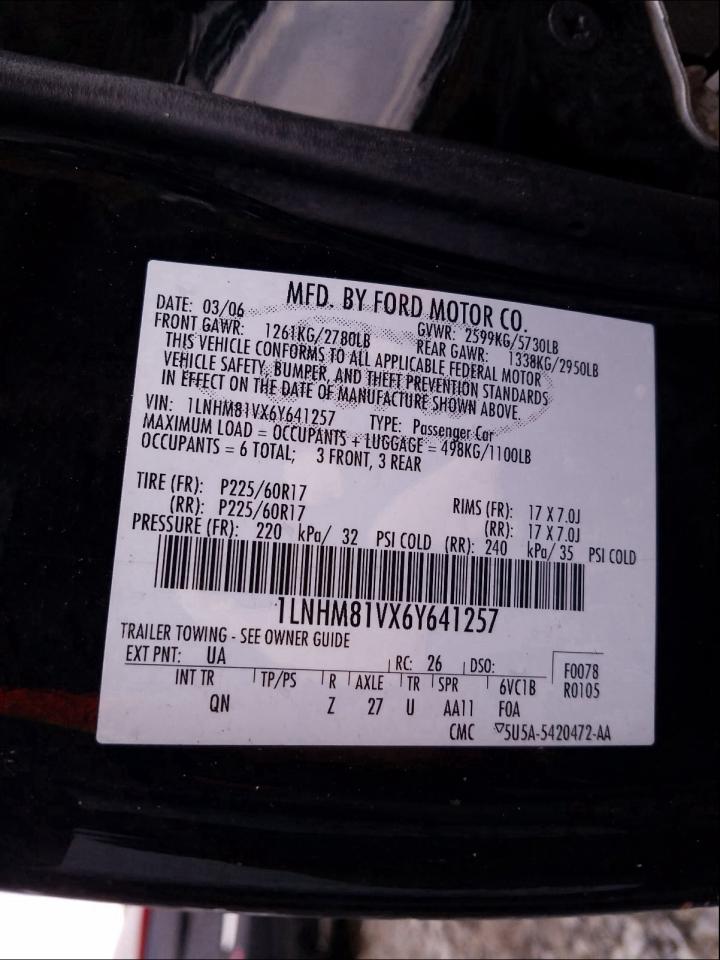 MFD. BY FORD MOTOR CO.
DATE: 03/06 GVWR: 2599KG/5730LB
FRONT GAWR: 1261KG/2780LB REAR GAWR: 1338KG/2950LB
THIS VEHICLE CONFORMS TO ALL APPLICABLE FEDERAL MOTOR
VEHICLE SAFETY, BUMPER, AND THEFT PREVENTION STANDARDS
IN EFFECT ON THE DATE OF MANUFACTURE SHOWN ABOVE.
VIN: 1LNHM81VX6Y641257 TYPE: Passenger Car
MAXIMUM LOAD = OCCUPANTS + LUGGAGE = 498KG/1100LB
OCCUPANTS = 6 TOTAL; 3 FRONT, 3 REAR
TIRE (FR): P225/60R17 RIMS (FR): 17 X 7.0J
(RR): P225/60R17 (RR): 17 X 7.0J
PRESSURE (FR): 220 kPa/ 32 PSI COLD (RR): 240 kPa/ 35 PSI COLD
1LNHM81VX6Y641257
TRAILER TOWING - SEE OWNER GUIDE
EXT PNT: UA RC: 26 DSO: F0078
INT TR TP/PS R AXLE TR SPR 6VC1B R0105
QN Z 27 U AA11 FOA
CMC ▽5U5A-5420472-AA